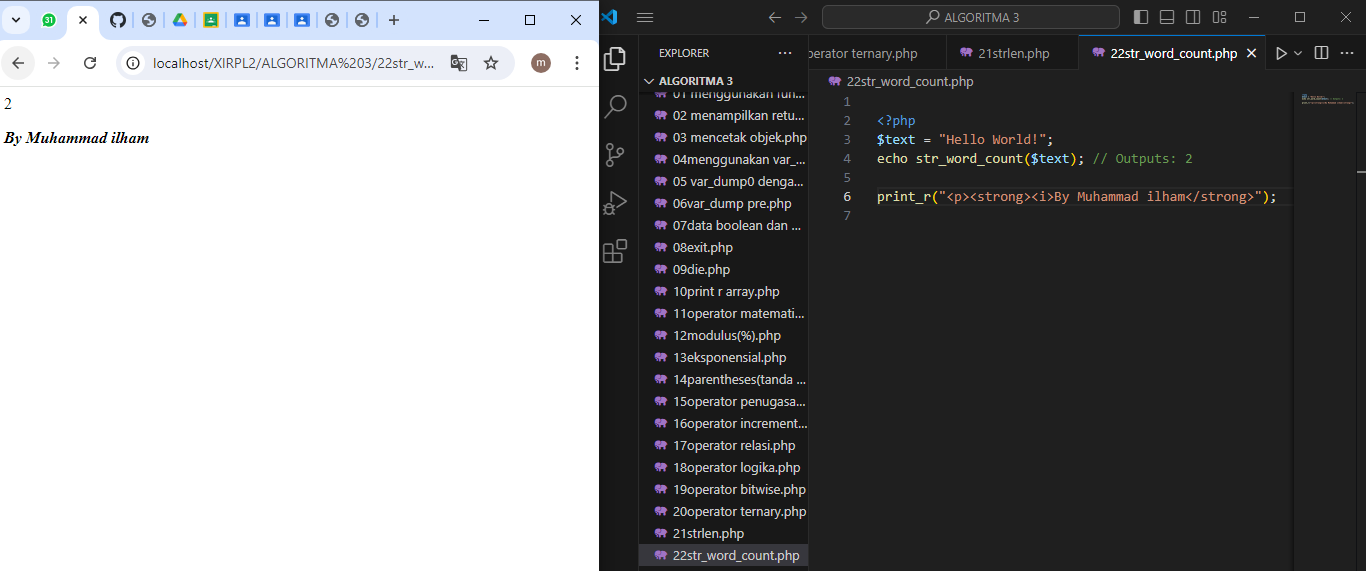 31
localhost/XIRPL2/ALGORITMA%203/22str_w...
m
2
By Muhammad ilham
ALGORITMA 3
EXPLORER
ALGORITMA 3
01 menggunakan fun...
02 menampilkan retu...
03 mencetak objek.php
04menggunakan var_...
05 var_dump0 denga...
06var_dump pre.php
07data boolean dan ...
08exit.php
09die.php
10print r array.php
11operator matemati...
12modulus(%).php
13eksponensial.php
14parentheses(tanda ...
15operator penugasa...
16operator increment...
17operator relasi.php
18operator logika.php
19operator bitwise.php
20operator ternary.php
21strlen.php
22str_word_count.php
perator ternary.php
21strlen.php
22str_word_count.php
22str_word_count.php
1
2 <?php
3 $text = "Hello World!";
4 echo str_word_count($text); // Outputs: 2
5
6 print_r("<p><strong><i>By Muhammad ilham</strong>");
7